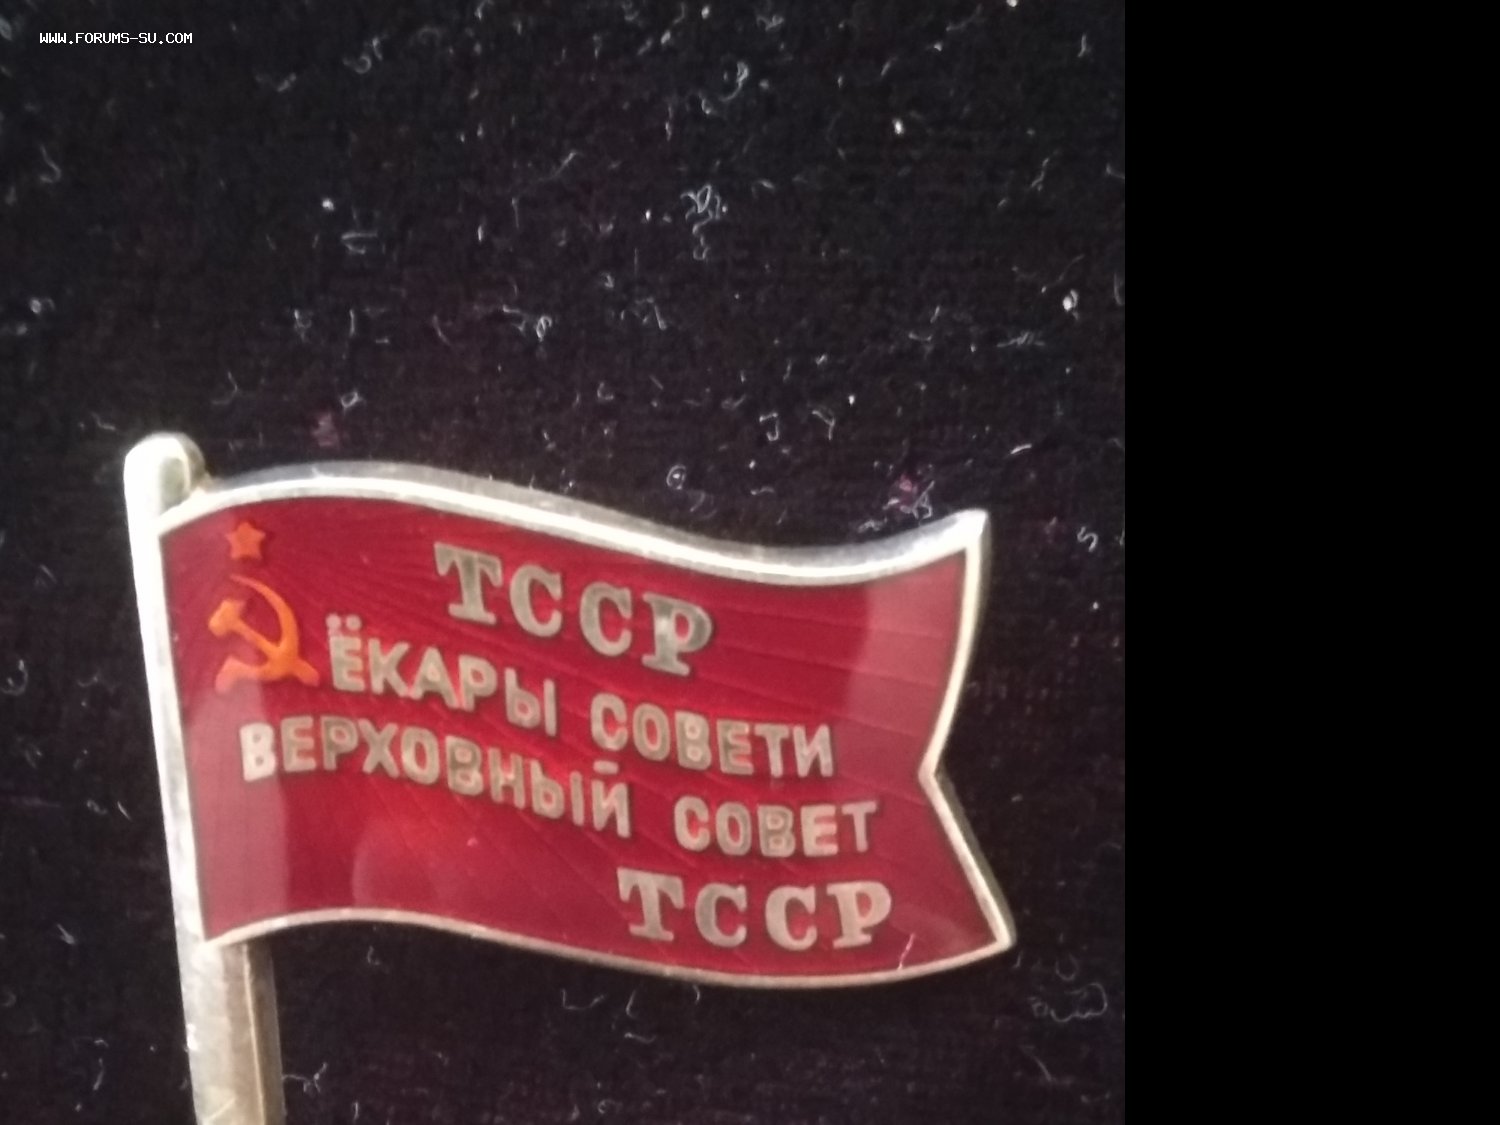 WWW.FORUMS-SU.COM
ТССР
ЁКАРЫ СОВЕТИ
ВЕРХОВНЫЙ СОВЕТ
ТССР